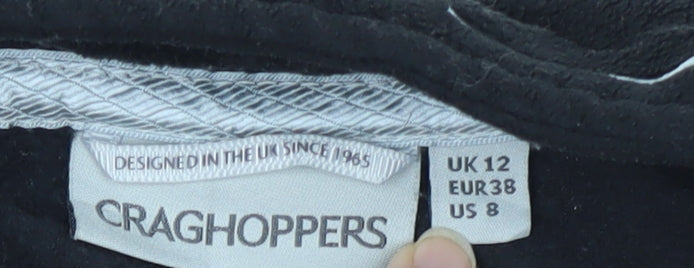 DESIGNED IN THE UK SINCE 1965
CRAGHOPPERS
UK 12
EUR 38
US 8